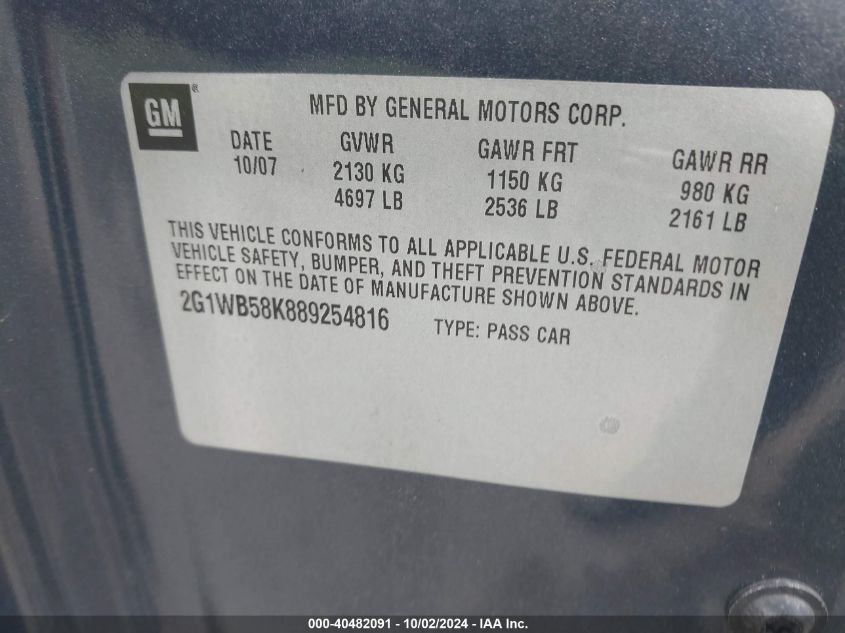 GM®
MFD BY GENERAL MOTORS CORP.
DATE GVWR GAWR FRT GAWR RR
10/07 2130 KG 1150 KG 980 KG
4697 LB 2536 LB 2161 LB
THIS VEHICLE CONFORMS TO ALL APPLICABLE U.S. FEDERAL MOTOR
VEHICLE SAFETY, BUMPER, AND THEFT PREVENTION STANDARDS IN
EFFECT ON THE DATE OF MANUFACTURE SHOWN ABOVE.
2G1WB58K889254816 TYPE: PASS CAR
000-40482091 - 10/02/2024 - IAA Inc.